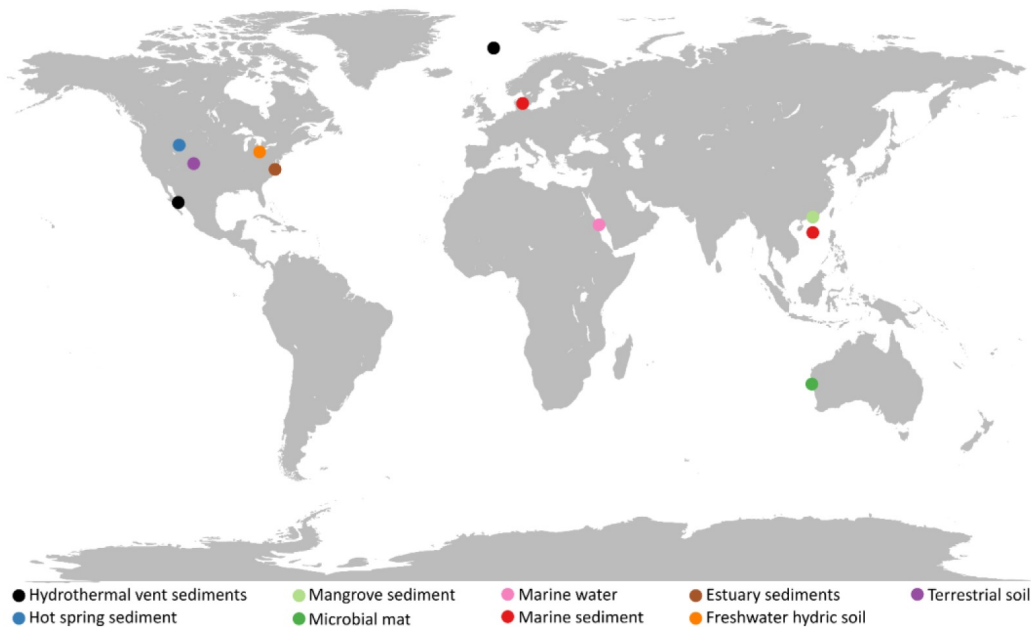 Hydrothermal vent sediments Mangrove sediment Marine water Estuary sediments Terrestrial soil
Hot spring sediment Microbial mat Marine sediment Freshwater hydric soil